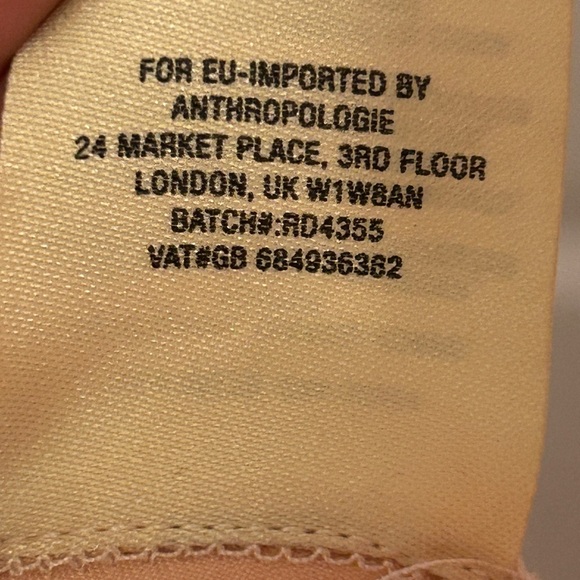 FOR EU-IMPORTED BY
ANTHROPOLOGIE
24 MARKET PLACE, 3RD FLOOR
LONDON, UK W1W8AN
BATCH#:RD4355
VAT#GB 684936362